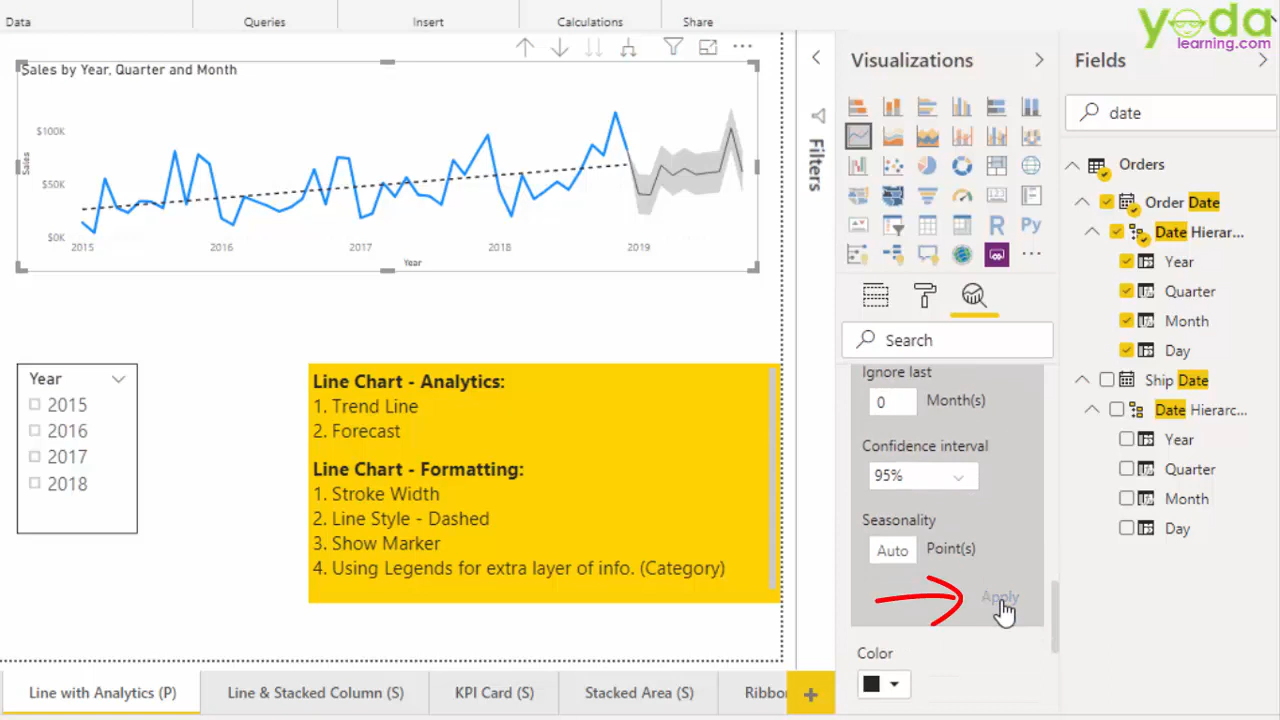 Data
Queries
Insert
Calculations
Share
yoda
learning.com
Sales by Year, Quarter and Month
$100K
$50K
$0K
Sales
2015
2016
2017
2018
2019
Year
Year
2015
2016
2017
2018
Line Chart - Analytics:
1. Trend Line
2. Forecast
Line Chart - Formatting:
1. Stroke Width
2. Line Style - Dashed
3. Show Marker
4. Using Legends for extra layer of info. (Category)
Filters
Visualizations
R
Py
Search
Ignore last
0 Month(s)
Confidence interval
95%
Seasonality
Auto Point(s)
Apply
Color
Fields
date
Orders
Order Date
Date Hierar...
Year
Quarter
Month
Day
Ship Date
Date Hierarc...
Year
Quarter
Month
Day
Line with Analytics (P)
Line & Stacked Column (S)
KPI Card (S)
Stacked Area (S)
Ribbo